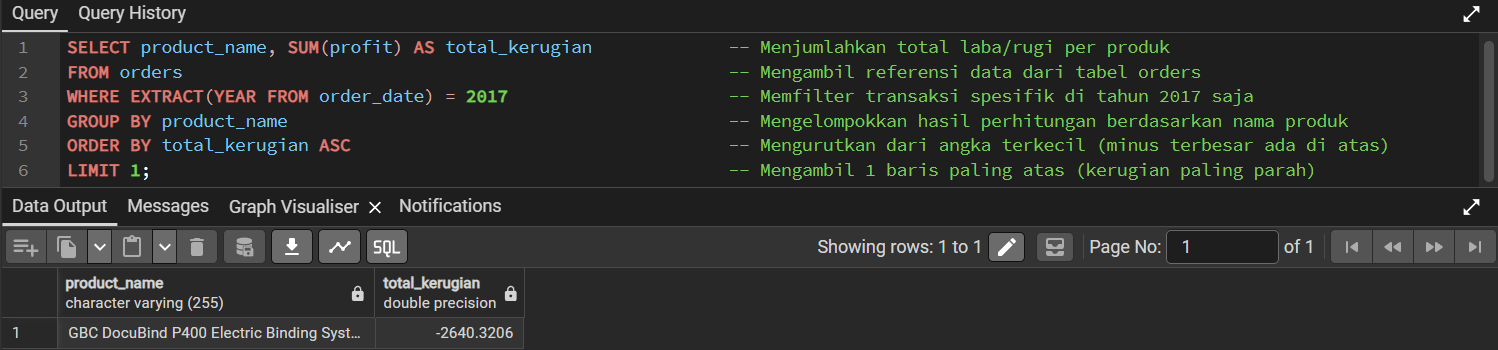 Query Query History
1 SELECT product_name, SUM(profit) AS total_kerugian -- Menjumlahkan total laba/rugi per produk
2 FROM orders -- Mengambil referensi data dari tabel orders
3 WHERE EXTRACT(YEAR FROM order_date) = 2017 -- Memfilter transaksi spesifik di tahun 2017 saja
4 GROUP BY product_name -- Mengelompokkan hasil perhitungan berdasarkan nama produk
5 ORDER BY total_kerugian ASC -- Mengurutkan dari angka terkecil (minus terbesar ada di atas)
6 LIMIT 1; -- Mengambil 1 baris paling atas (kerugian paling parah)
Data Output Messages Graph Visualiser Notifications
SQL Showing rows: 1 to 1 Page No: 1 of 1
product_name total_kerugian
character varying (255) double precision
1 GBC DocuBind P400 Electric Binding Syst... -2640.3206